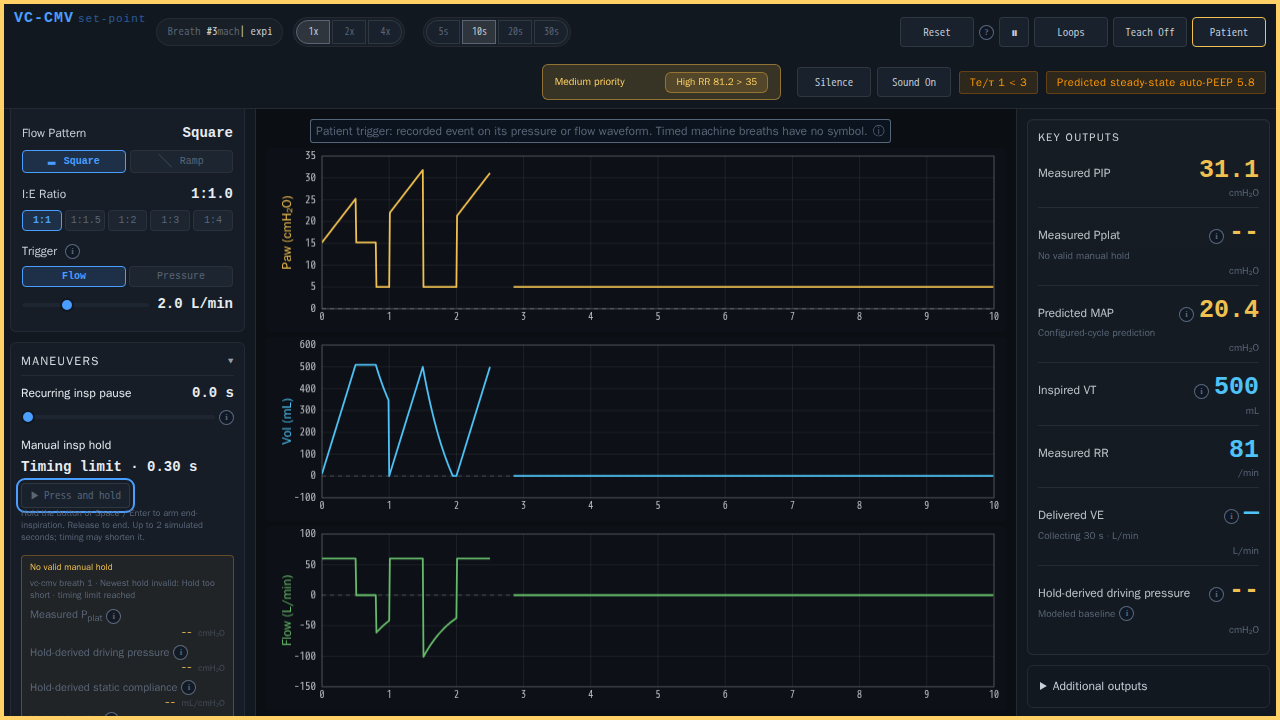 VC-CMV set-point
Breath #3 mach expi
1x 2x 4x
5s 10s 20s 30s
Reset ? Loops Teach Off Patient
Medium priority High RR 81.2 > 35
Silence Sound On Te/τ 1 < 3 Predicted steady-state auto-PEEP 5.8
Flow Pattern Square
Square Ramp
I:E Ratio 1:1.0
1:1 1:1.5 1:2 1:3 1:4
Trigger i
Flow Pressure
2.0 L/min
MANEUVERS ▾
Recurring insp pause 0.0 s
i
Manual insp hold
Timing limit · 0.30 s
▶ Press and hold
Hold the button or Space / Enter to arm end-
inspiration. Release to end. Up to 2 simulated
seconds; timing may shorten it.
No valid manual hold
vc-cmv breath 1 · Newest hold invalid: Hold too
short · timing limit reached
Measured Pplat i
-- cmH₂O
Hold-derived driving pressure i
-- cmH₂O
Hold-derived static compliance i
-- mL/cmH₂O
Patient trigger: recorded event on its pressure or flow waveform. Timed machine breaths have no symbol. ⓘ
Paw (cmH₂O)
35
30
25
20
15
10
5
0
0 1 2 3 4 5 6 7 8 9 10
Vol (mL)
600
500
400
300
200
100
0
-100
0 1 2 3 4 5 6 7 8 9 10
Flow (L/min)
100
50
0
-50
-100
-150
0 1 2 3 4 5 6 7 8 9 10
KEY OUTPUTS
Measured PIP 31.1
cmH₂O
Measured Pplat i --
No valid manual hold
cmH₂O
Predicted MAP i 20.4
Configured-cycle prediction
cmH₂O
Inspired VT i 500
mL
Measured RR 81
/min
Delivered VE i —
Collecting 30 s · L/min
L/min
Hold-derived driving pressure i --
Modeled baseline i
cmH₂O
▶ Additional outputs